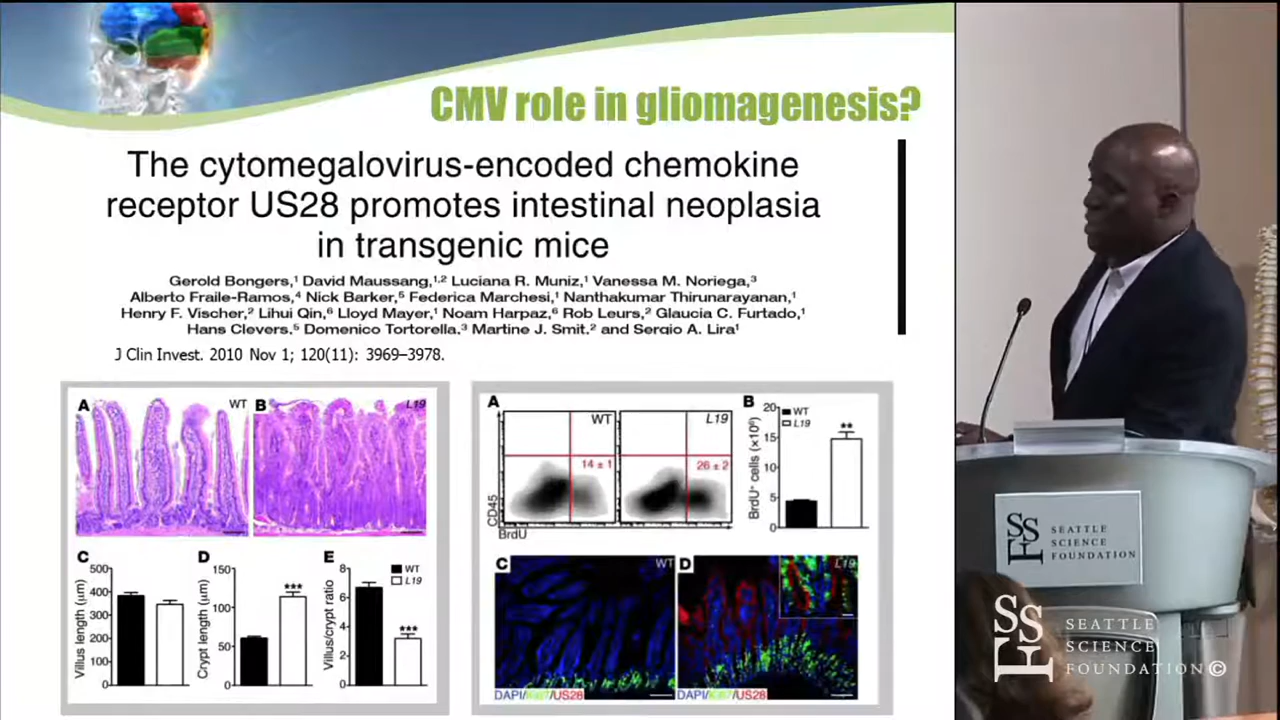 CMV role in gliomagenesis?
The cytomegalovirus-encoded chemokine
receptor US28 promotes intestinal neoplasia
in transgenic mice
Gerold Bongers,¹ David Maussang,¹,² Luciana R. Muniz,¹ Vanessa M. Noriega,³
Alberto Fraile-Ramos,⁴ Nick Barker,⁵ Federica Marchesi,¹ Nanthakumar Thirunarayanan,¹
Henry F. Vischer,² Lihui Qin,⁶ Lloyd Mayer,¹ Noam Harpaz,⁶ Rob Leurs,² Glaucia C. Furtado,¹
Hans Clevers,⁵ Domenico Tortorella,³ Martine J. Smit,² and Sergio A. Lira¹
J Clin Invest. 2010 Nov 1; 120(11): 3969–3978.
A WT B L19
C D E
Villus length (µm)
500
400
300
200
100
0
Crypt length (µm)
150
100
50
0
***
Villus/crypt ratio
8
6
4
2
0
WT
L19
***
A WT L19
14 ± 1 26 ± 2
CD45
BrdU
B
BrdU⁺ cells (×10⁶)
20
15
10
5
0
WT
L19
**
C WT D L19
DAPI/Ki67/US28 DAPI/Ki67/US28
SSF
SEATTLE
SCIENCE
FOUNDATION
SSF
SEATTLE
SCIENCE
FOUNDATION©